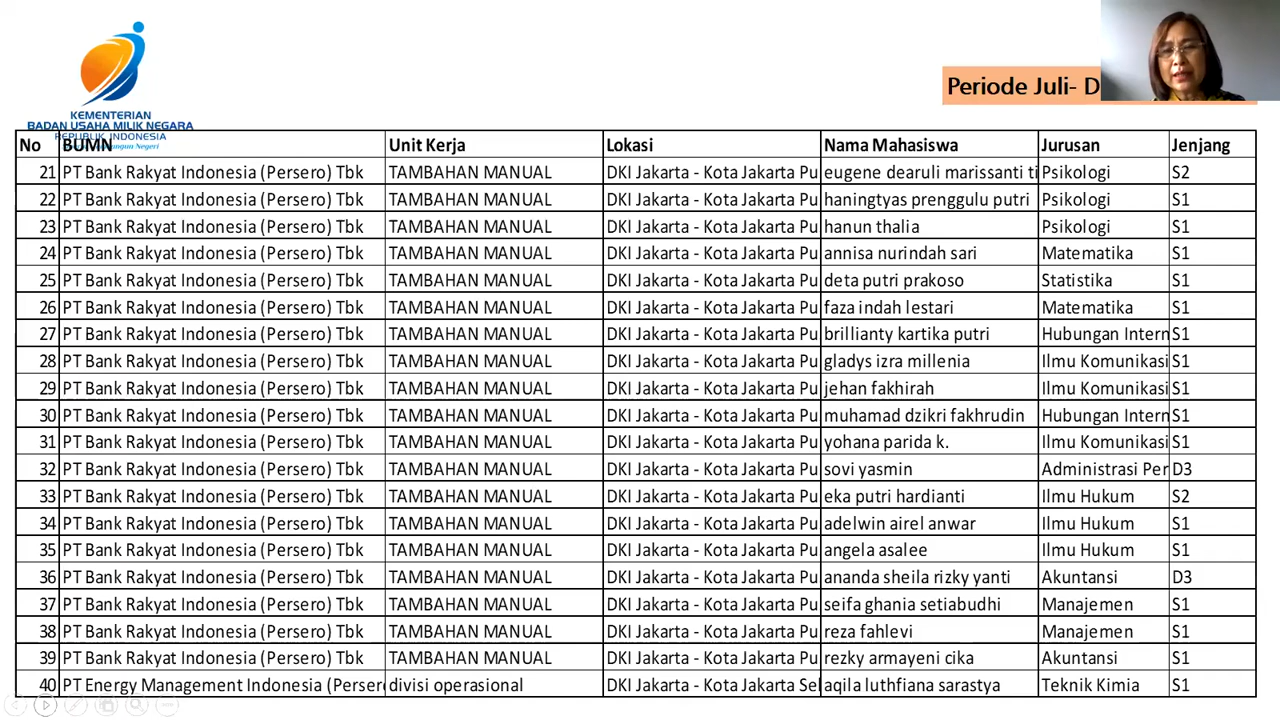 KEMENTERIAN
BADAN USAHA MILIK NEGARA
REPUBLIK INDONESIA
Periode Juli- D
No BUMN Unit Kerja Lokasi Nama Mahasiswa Jurusan Jenjang
21 PT Bank Rakyat Indonesia (Persero) Tbk TAMBAHAN MANUAL DKI Jakarta - Kota Jakarta Pu eugene dearuli marissanti ti Psikologi S2
22 PT Bank Rakyat Indonesia (Persero) Tbk TAMBAHAN MANUAL DKI Jakarta - Kota Jakarta Pu haningtyas prenggulu putri Psikologi S1
23 PT Bank Rakyat Indonesia (Persero) Tbk TAMBAHAN MANUAL DKI Jakarta - Kota Jakarta Pu hanun thalia Psikologi S1
24 PT Bank Rakyat Indonesia (Persero) Tbk TAMBAHAN MANUAL DKI Jakarta - Kota Jakarta Pu annisa nurindah sari Matematika S1
25 PT Bank Rakyat Indonesia (Persero) Tbk TAMBAHAN MANUAL DKI Jakarta - Kota Jakarta Pu deta putri prakoso Statistika S1
26 PT Bank Rakyat Indonesia (Persero) Tbk TAMBAHAN MANUAL DKI Jakarta - Kota Jakarta Pu faza indah lestari Matematika S1
27 PT Bank Rakyat Indonesia (Persero) Tbk TAMBAHAN MANUAL DKI Jakarta - Kota Jakarta Pu brillianty kartika putri Hubungan Intern S1
28 PT Bank Rakyat Indonesia (Persero) Tbk TAMBAHAN MANUAL DKI Jakarta - Kota Jakarta Pu gladys izra millenia Ilmu Komunikasi S1
29 PT Bank Rakyat Indonesia (Persero) Tbk TAMBAHAN MANUAL DKI Jakarta - Kota Jakarta Pu jehan fakhirah Ilmu Komunikasi S1
30 PT Bank Rakyat Indonesia (Persero) Tbk TAMBAHAN MANUAL DKI Jakarta - Kota Jakarta Pu muhamad dzikri fakhrudin Hubungan Intern S1
31 PT Bank Rakyat Indonesia (Persero) Tbk TAMBAHAN MANUAL DKI Jakarta - Kota Jakarta Pu yohana parida k. Ilmu Komunikasi S1
32 PT Bank Rakyat Indonesia (Persero) Tbk TAMBAHAN MANUAL DKI Jakarta - Kota Jakarta Pu sovi yasmin Administrasi Per D3
33 PT Bank Rakyat Indonesia (Persero) Tbk TAMBAHAN MANUAL DKI Jakarta - Kota Jakarta Pu eka putri hardianti Ilmu Hukum S2
34 PT Bank Rakyat Indonesia (Persero) Tbk TAMBAHAN MANUAL DKI Jakarta - Kota Jakarta Pu adelwin airel anwar Ilmu Hukum S1
35 PT Bank Rakyat Indonesia (Persero) Tbk TAMBAHAN MANUAL DKI Jakarta - Kota Jakarta Pu angela asalee Ilmu Hukum S1
36 PT Bank Rakyat Indonesia (Persero) Tbk TAMBAHAN MANUAL DKI Jakarta - Kota Jakarta Pu ananda sheila rizky yanti Akuntansi D3
37 PT Bank Rakyat Indonesia (Persero) Tbk TAMBAHAN MANUAL DKI Jakarta - Kota Jakarta Pu seifa ghania setiabudhi Manajemen S1
38 PT Bank Rakyat Indonesia (Persero) Tbk TAMBAHAN MANUAL DKI Jakarta - Kota Jakarta Pu reza fahlevi Manajemen S1
39 PT Bank Rakyat Indonesia (Persero) Tbk TAMBAHAN MANUAL DKI Jakarta - Kota Jakarta Pu rezky armayeni cika Akuntansi S1
40 PT Energy Management Indonesia (Perser divisi operasional DKI Jakarta - Kota Jakarta Sel aqila luthfiana sarastya Teknik Kimia S1